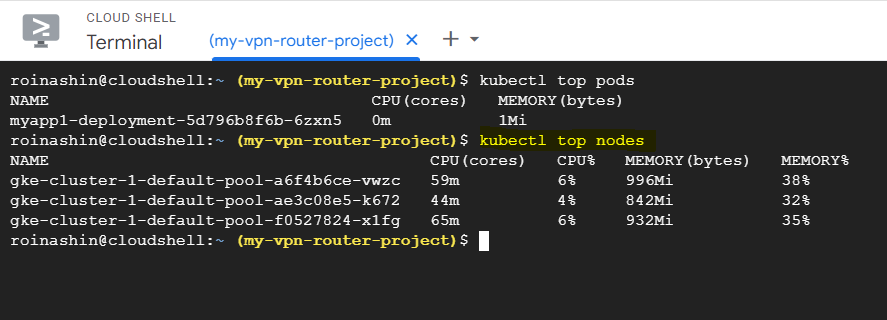 CLOUD SHELL
Terminal
(my-vpn-router-project)
roinashin@cloudshell:~ (my-vpn-router-project)$ kubectl top pods
NAME CPU(cores) MEMORY(bytes)
myapp1-deployment-5d796b8f6b-6zxn5 0m 1Mi
roinashin@cloudshell:~ (my-vpn-router-project)$ kubectl top nodes
NAME CPU(cores) CPU% MEMORY(bytes) MEMORY%
gke-cluster-1-default-pool-a6f4b6ce-vwzc 59m 6% 996Mi 38%
gke-cluster-1-default-pool-ae3c08e5-k672 44m 4% 842Mi 32%
gke-cluster-1-default-pool-f0527824-x1fg 65m 6% 932Mi 35%
roinashin@cloudshell:~ (my-vpn-router-project)$